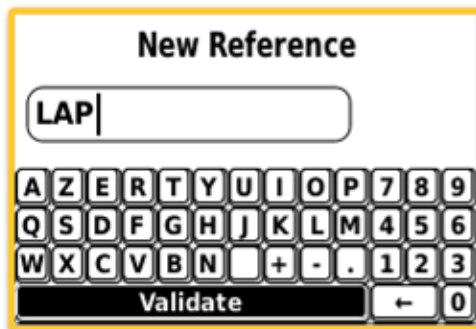 New Reference
LAP
A Z E R T Y U I O P 7 8 9
Q S D F G H J K L M 4 5 6
W X C V B N + - . 1 2 3
Validate ← 0